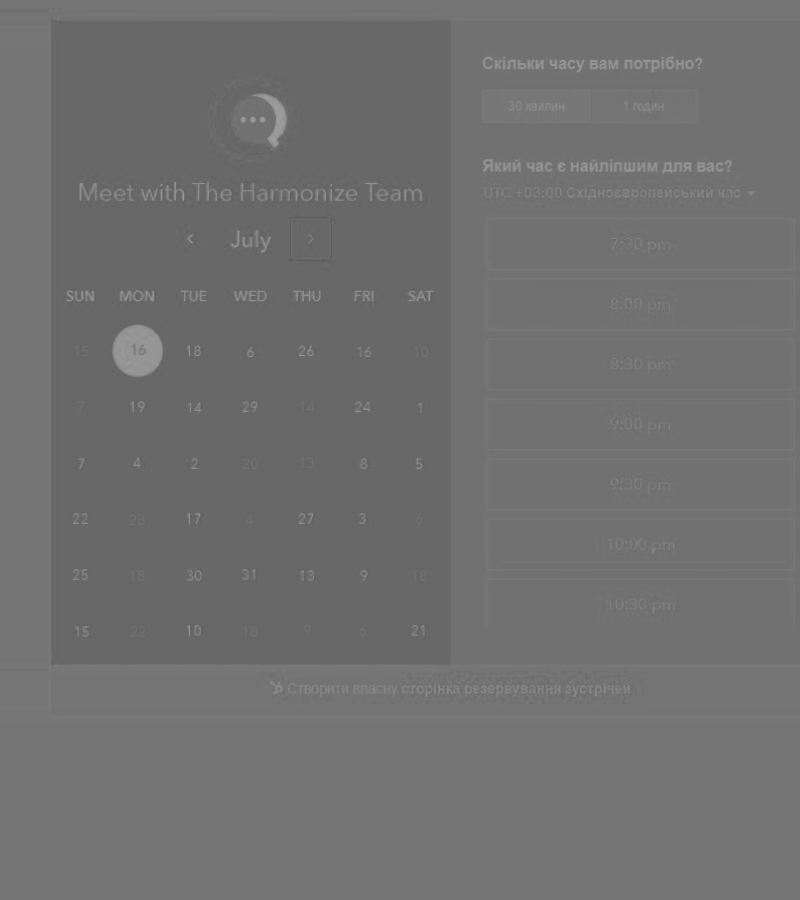 Meet with The Harmonize Team
July
SUN MON TUE WED THU FRI SAT
15 16 18 6 26 16 10
7 19 14 29 14 24 1
7 4 2 20 13 8 5
22 28 17 4 27 3 6
25 18 30 31 13 9 18
15 22 10 18 9 6 21
Скільки часу вам потрібно?
30 хвилин 1 годин
Який час є найліпшим для вас?
UTC +03:00 Східноєвропейський час
7:30 pm
8:00 pm
8:30 pm
9:00 pm
9:30 pm
10:00 pm
10:30 pm
Створити власну сторінка резервування зустрічей